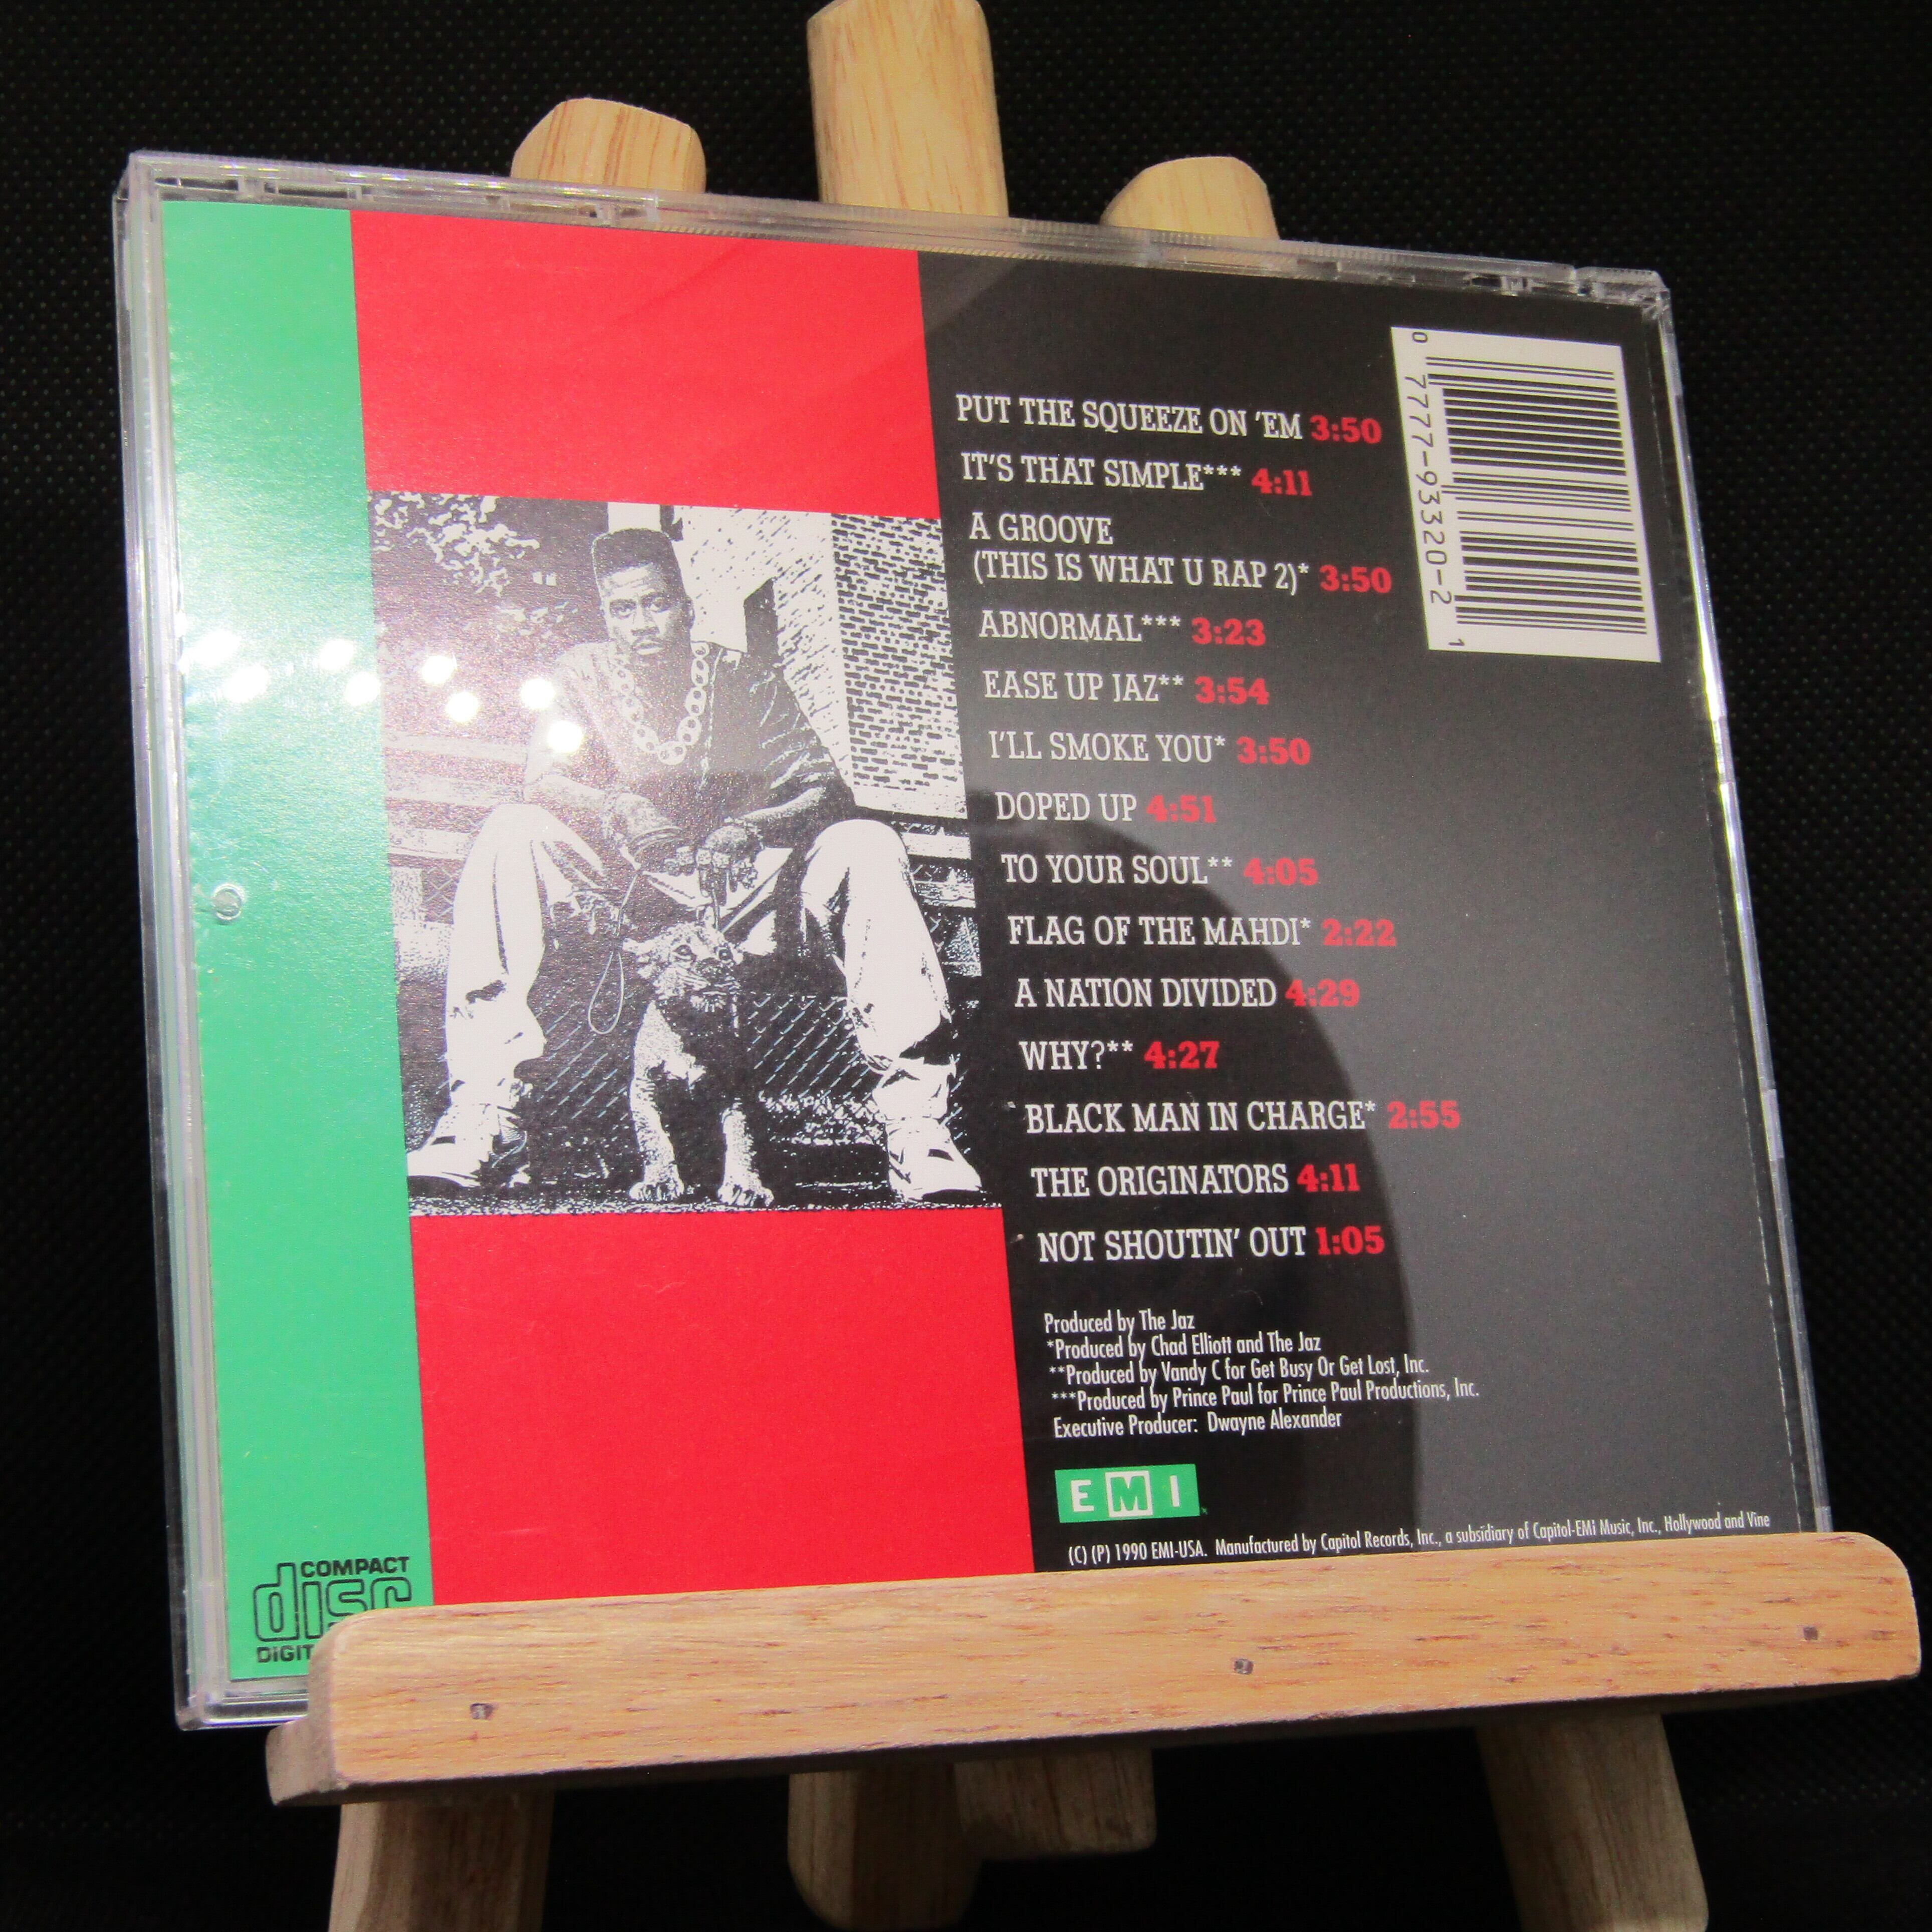 PUT THE SQUEEZE ON 'EM 3:50
IT'S THAT SIMPLE*** 4:11
A GROOVE
(THIS IS WHAT U RAP 2)* 3:50
ABNORMAL*** 3:23
EASE UP JAZ** 3:54
I'LL SMOKE YOU* 3:50
DOPED UP 4:51
TO YOUR SOUL** 4:05
FLAG OF THE MAHDI* 2:22
A NATION DIVIDED 4:29
WHY?** 4:27
BLACK MAN IN CHARGE* 2:55
THE ORIGINATORS 4:11
NOT SHOUTIN' OUT 1:05
Produced by The Jaz
*Produced by Chad Elliott and The Jaz
**Produced by Vandy C for Get Busy Or Get Lost, Inc.
***Produced by Prince Paul for Prince Paul Productions, Inc.
Executive Producer: Dwayne Alexander
EMI
(C) (P) 1990 EMI-USA. Manufactured by Capitol Records, Inc., a subsidiary of Capitol-EMi Music, Inc., Hollywood and Vine
0 7777-93320-2 1
COMPACT
disc